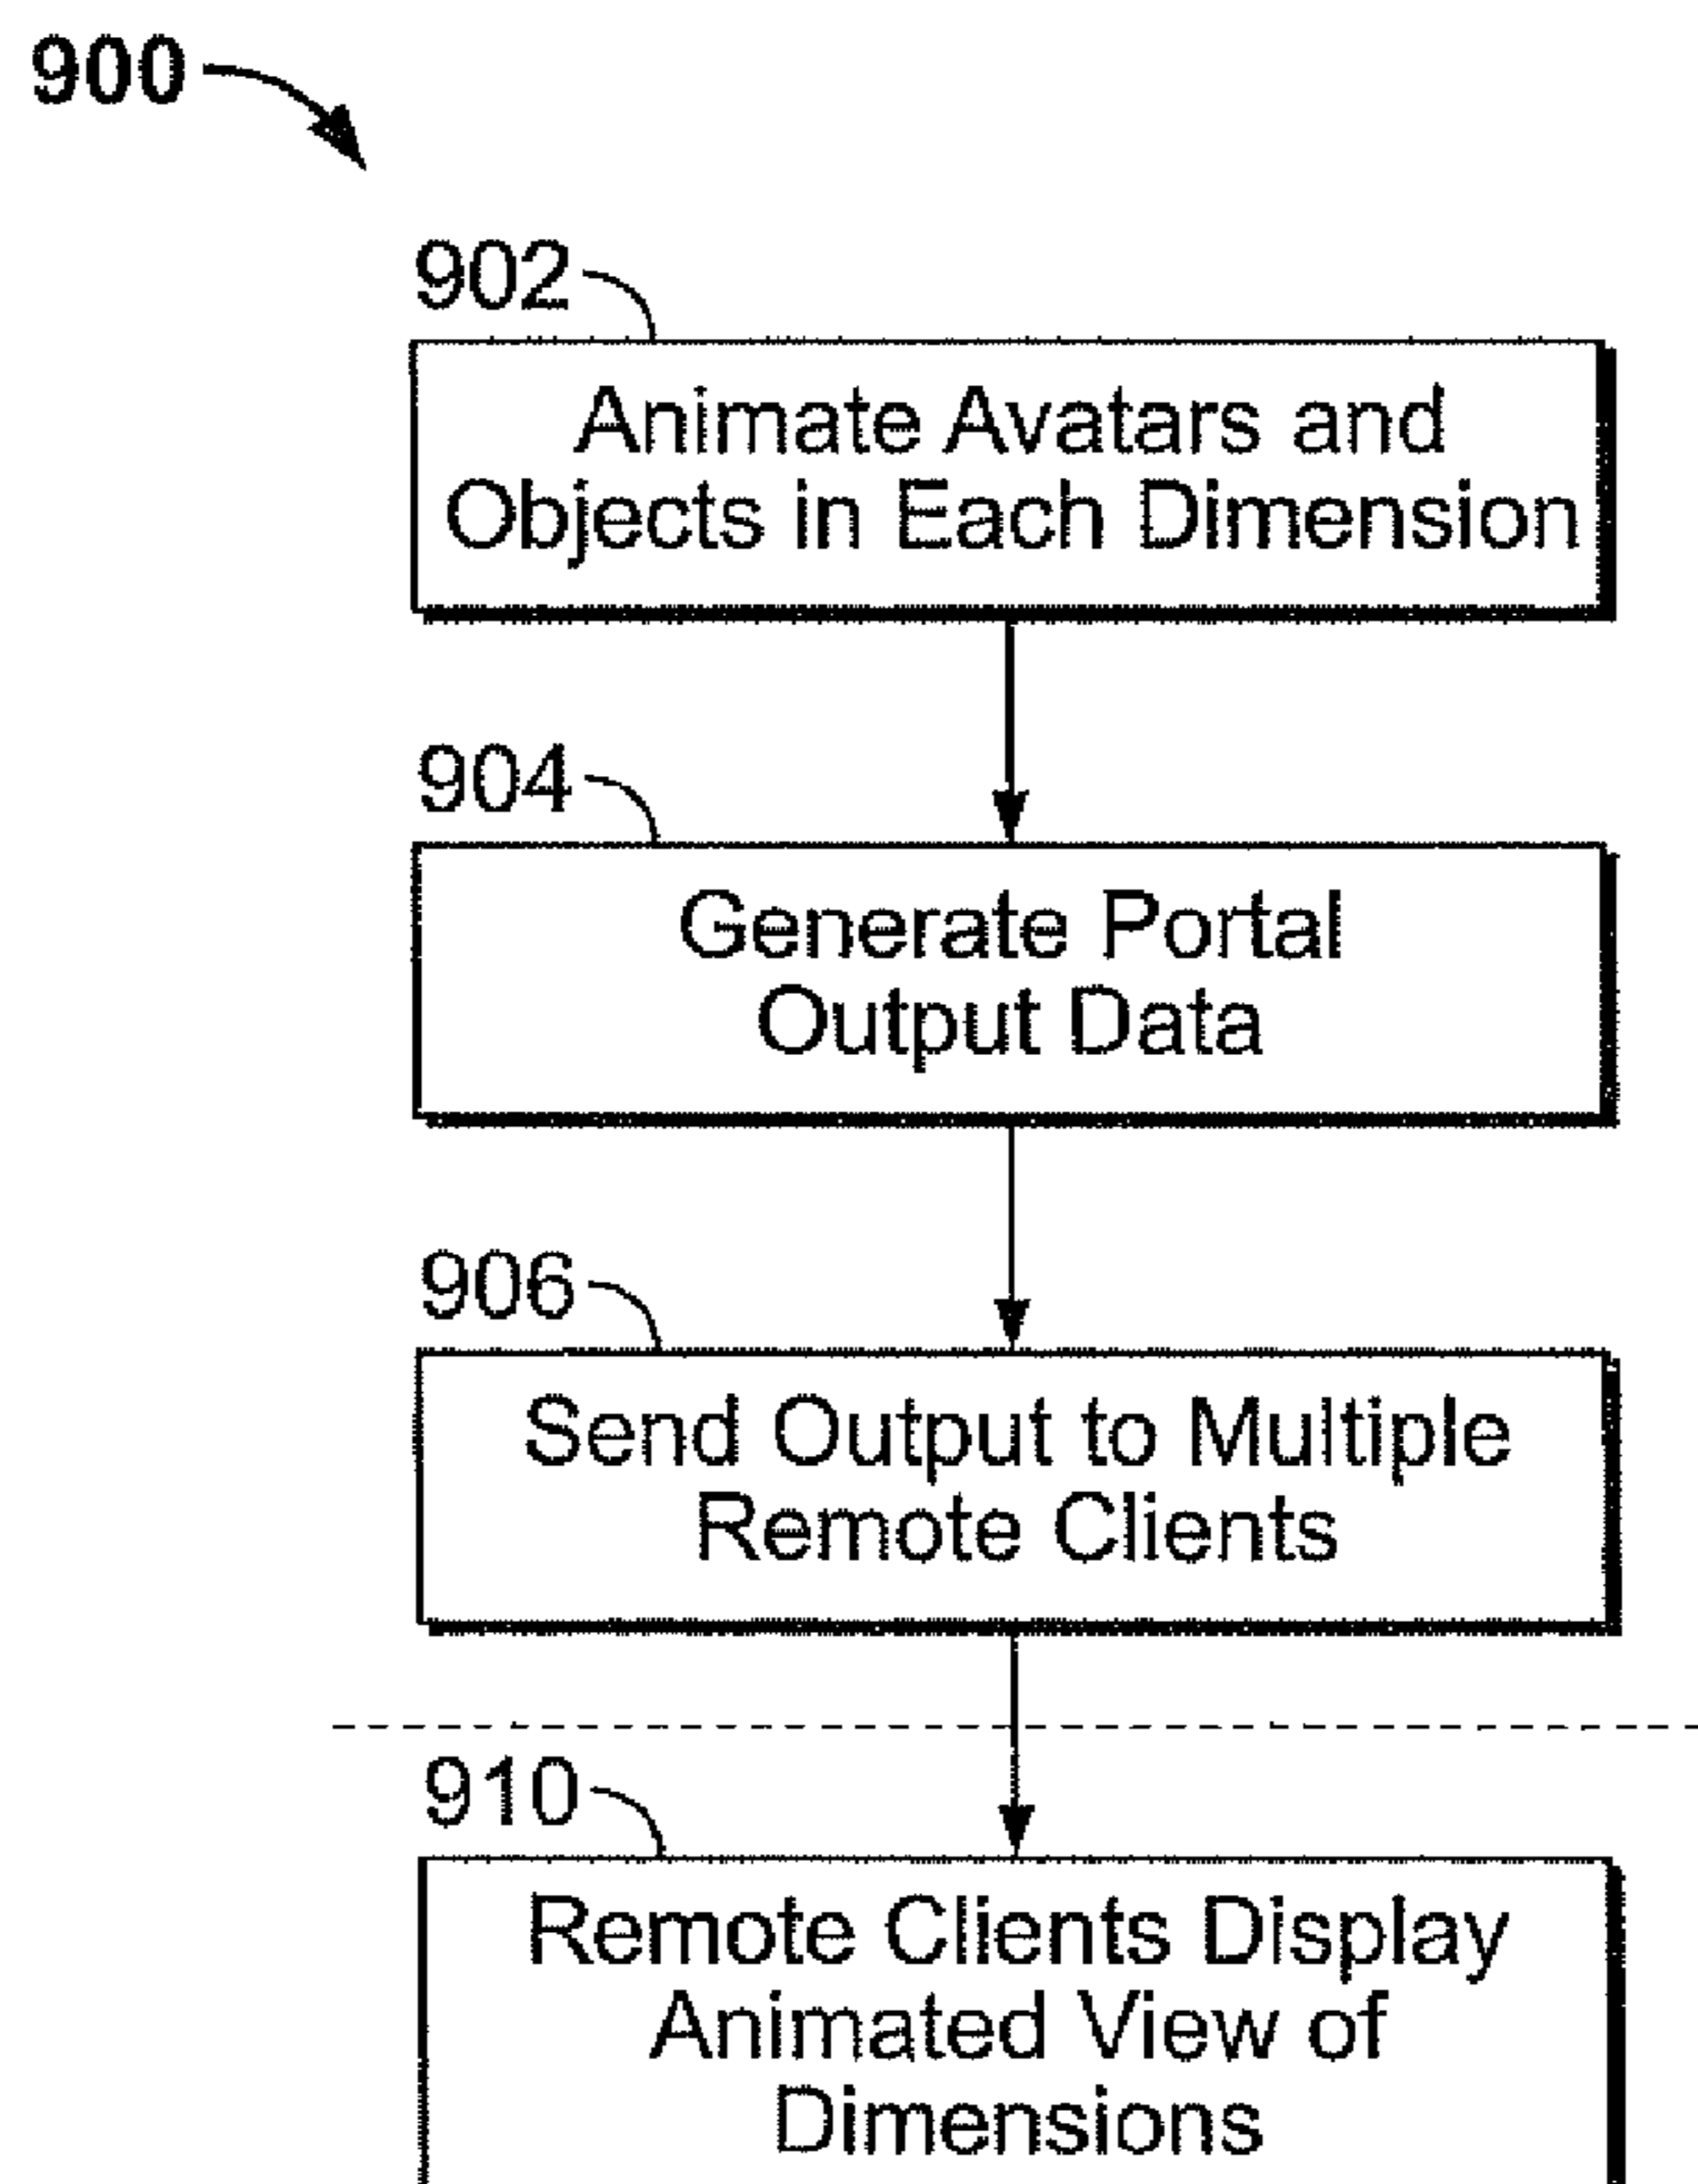 900
902
Animate Avatars and
Objects in Each Dimension
904
Generate Portal
Output Data
906
Send Output to Multiple
Remote Clients
910
Remote Clients Display
Animated View of
Dimensions